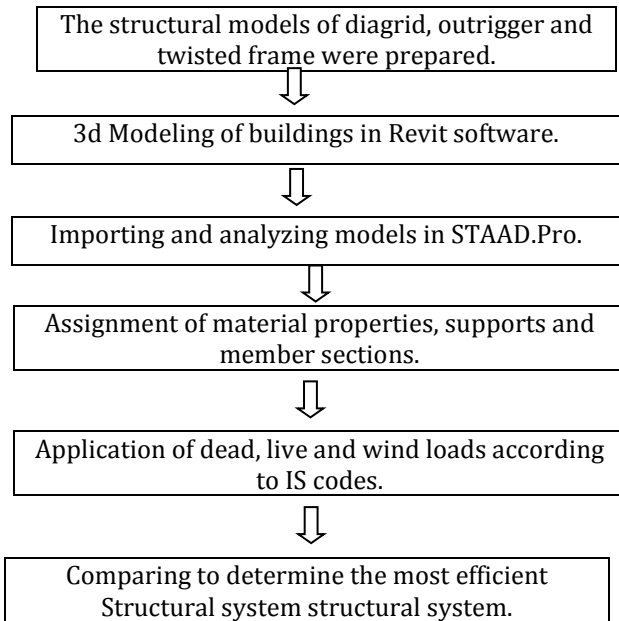 The structural models of diagrid, outrigger and
twisted frame were prepared.
3d Modeling of buildings in Revit software.
Importing and analyzing models in STAAD.Pro.
Assignment of material properties, supports and
member sections.
Application of dead, live and wind loads according
to IS codes.
Comparing to determine the most efficient
Structural system structural system.